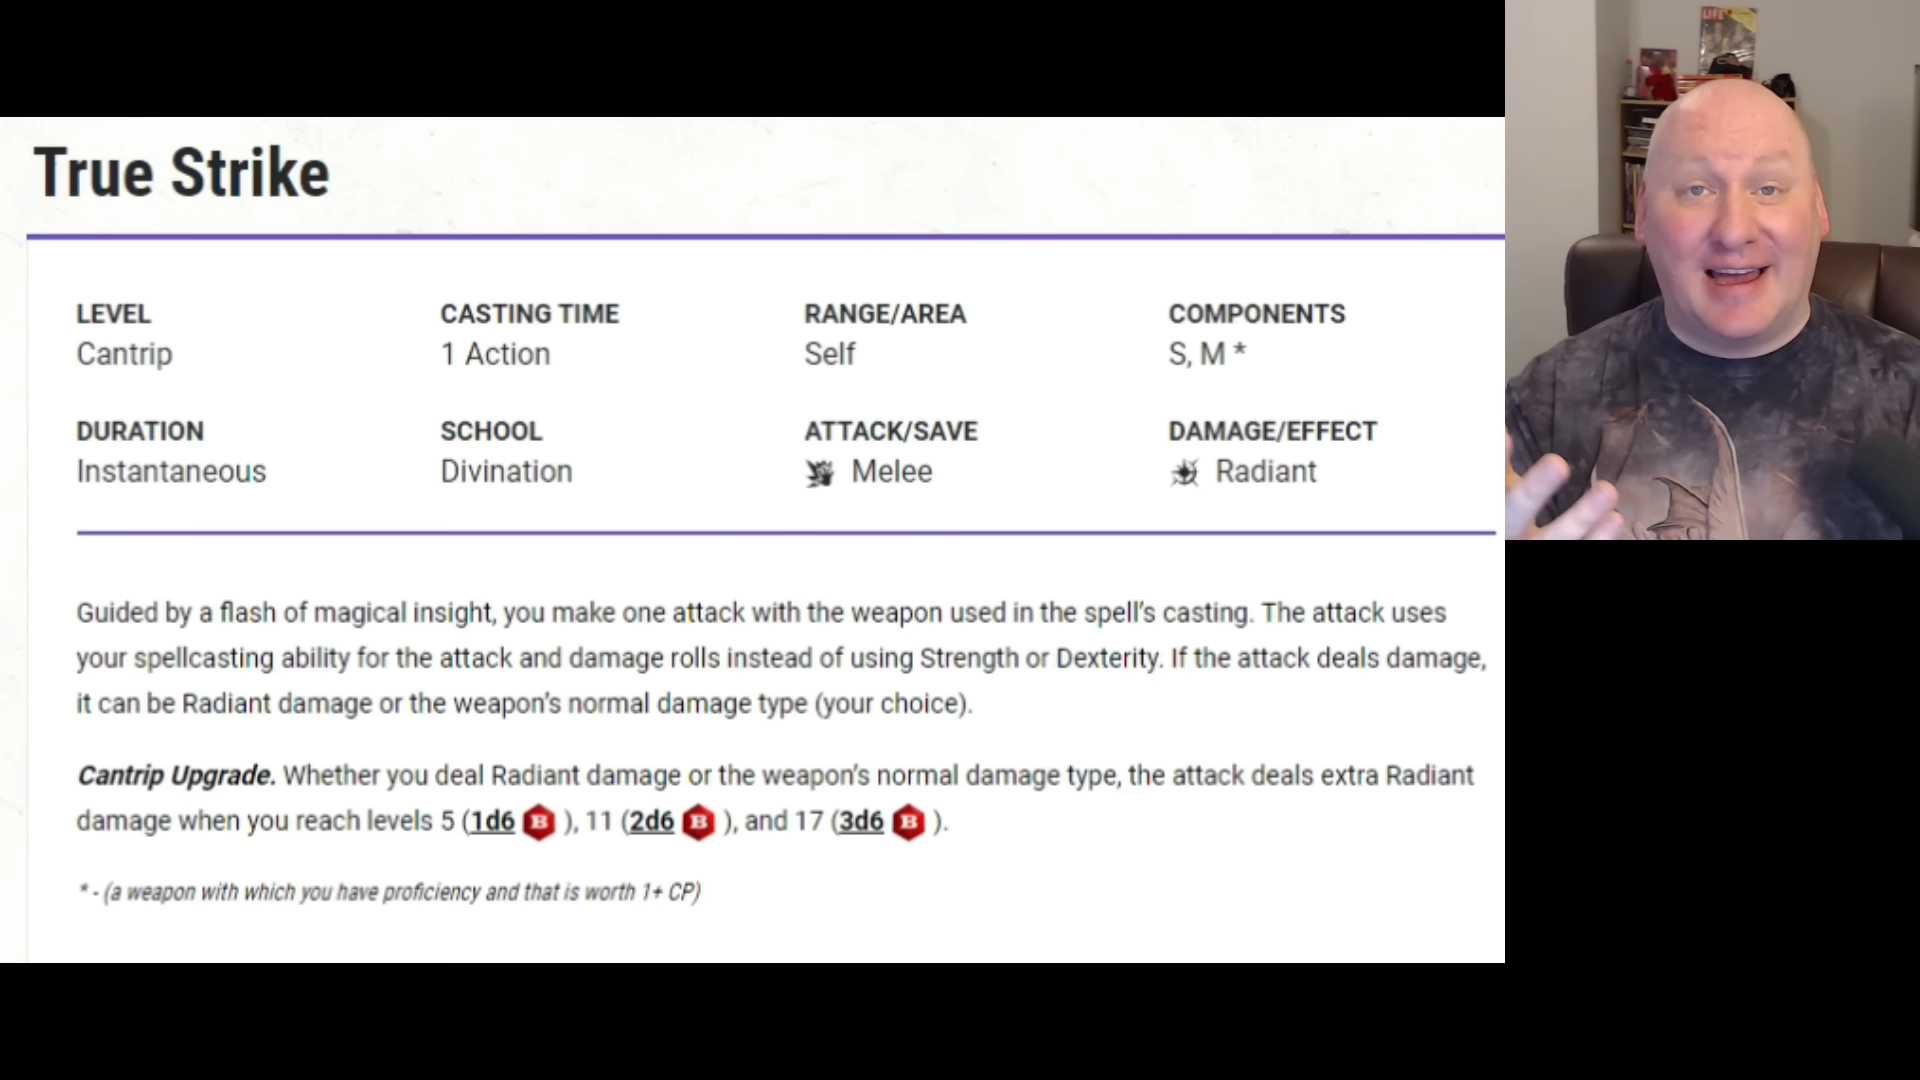 True Strike
LEVEL
Cantrip
CASTING TIME
1 Action
RANGE/AREA
Self
COMPONENTS
S, M *
DURATION
Instantaneous
SCHOOL
Divination
ATTACK/SAVE
Melee
DAMAGE/EFFECT
Radiant
Guided by a flash of magical insight, you make one attack with the weapon used in the spell's casting. The attack uses
your spellcasting ability for the attack and damage rolls instead of using Strength or Dexterity. If the attack deals damage,
it can be Radiant damage or the weapon's normal damage type (your choice).
Cantrip Upgrade. Whether you deal Radiant damage or the weapon's normal damage type, the attack deals extra Radiant
damage when you reach levels 5 (1d6 B ), 11 (2d6 B ), and 17 (3d6 B ).
* - (a weapon with which you have proficiency and that is worth 1+ CP)
LIFE